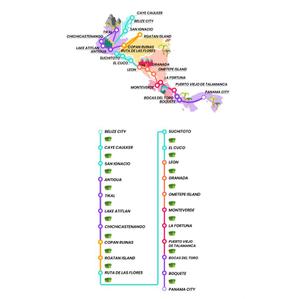 CAYE CAULKER
BELIZE CITY
SAN IGNACIO
TIKAL
ROATAN ISLAND
CHICHICASTENANGO
LAKE ATITLAN
COPAN RUINAS
ANTIGUA
RUTA DE LAS FLORES
SUCHITOTO
EL CUCO
GRANADA
LEON
OMETEPE ISLAND
LA FORTUNA
MONTEVERDE
PUERTO VIEJO DE TALAMANCA
BOCAS DEL TORO
PANAMA CITY
BOQUETE
BELIZE CITY
CAYE CAULKER
SAN IGNACIO
ANTIGUA
TIKAL
LAKE ATITLAN
CHICHICASTENANGO
COPAN RUINAS
ROATAN ISLAND
RUTA DE LAS FLORES
SUCHITOTO
EL CUCO
LEON
GRANADA
OMETEPE ISLAND
MONTEVERDE
LA FORTUNA
PUERTO VIEJO
DE TALAMANCA
BOCAS DEL TORO
BOQUETE
PANAMA CITY